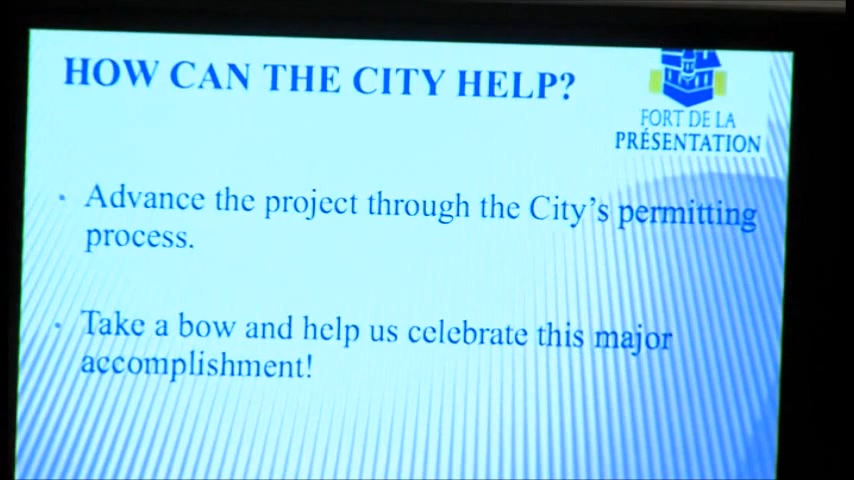 HOW CAN THE CITY HELP?
FORT DE LA
PRÉSENTATION
• Advance the project through the City's permitting
process.
• Take a bow and help us celebrate this major
accomplishment!